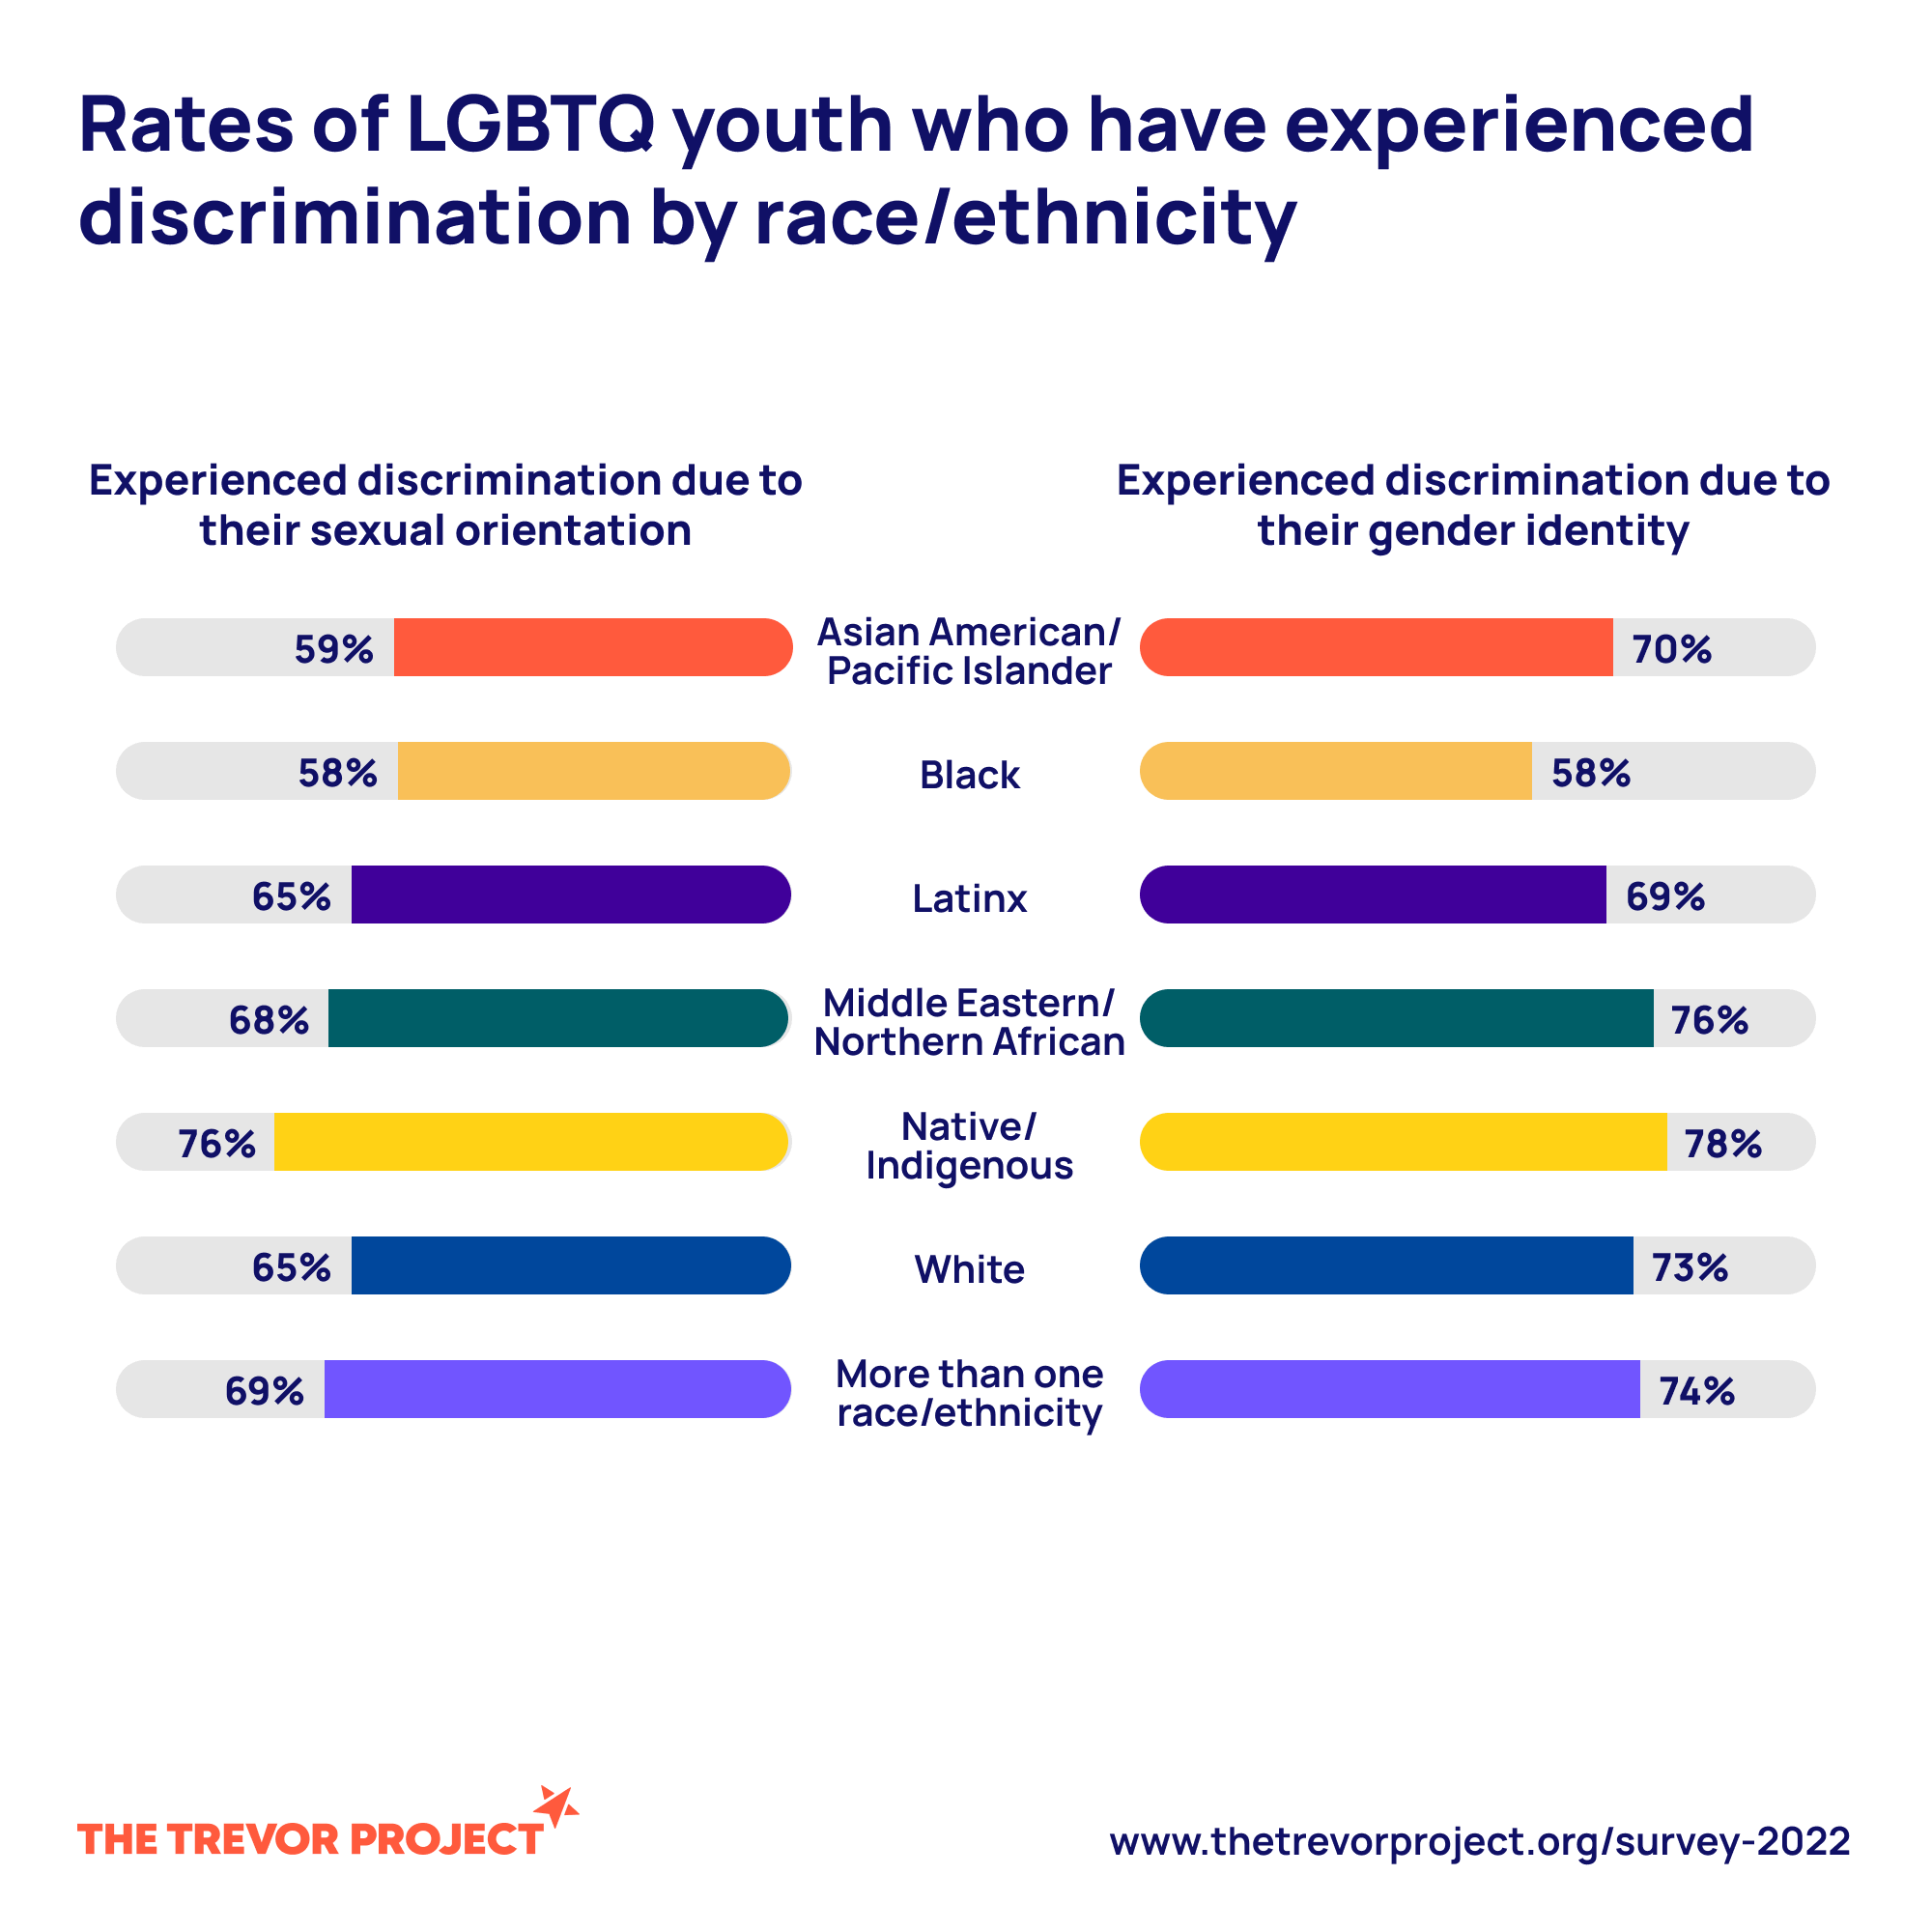 Rates of LGBTQ youth who have experienced
discrimination by race/ethnicity
Experienced discrimination due to
their sexual orientation
Experienced discrimination due to
their gender identity
59%
Asian American/
Pacific Islander
70%
58%
Black
58%
65%
Latinx
69%
68%
Middle Eastern/
Northern African
76%
76%
Native/
Indigenous
78%
65%
White
73%
69%
More than one
race/ethnicity
74%
THE TREVOR PROJECT
www.thetrevorproject.org/survey-2022